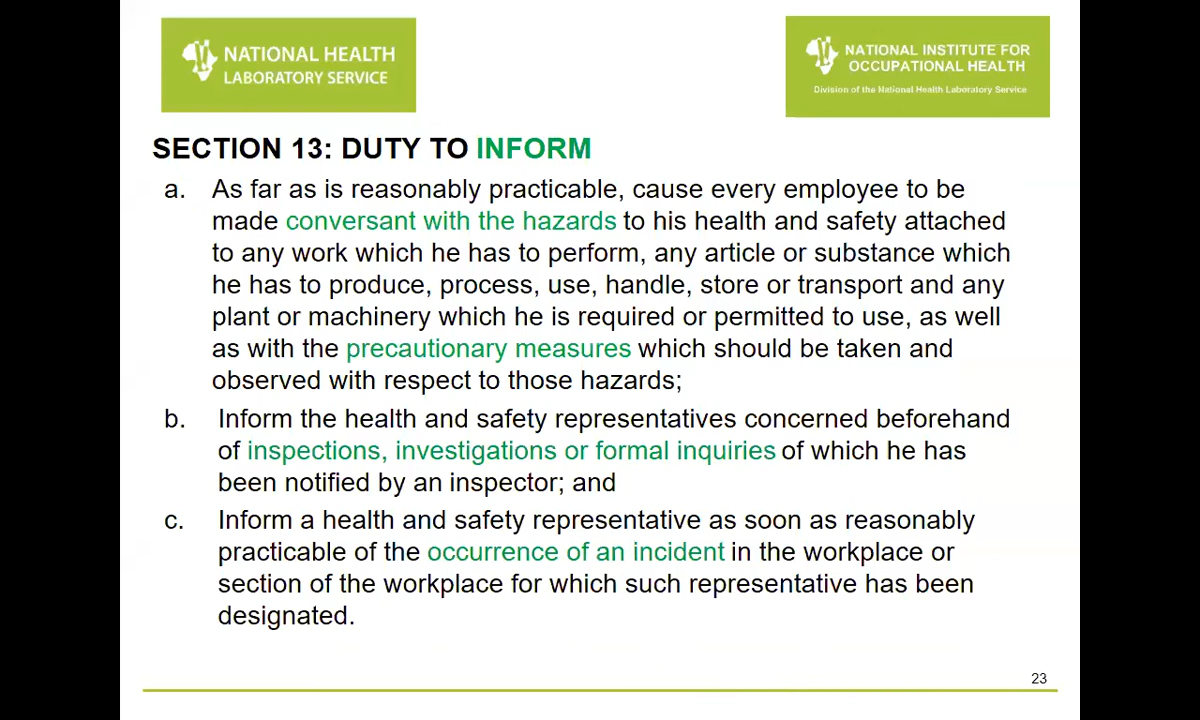 NATIONAL HEALTH
LABORATORY SERVICE
NATIONAL INSTITUTE FOR
OCCUPATIONAL HEALTH
Division of the National Health Laboratory Service
SECTION 13: DUTY TO INFORM
a. As far as is reasonably practicable, cause every employee to be
made conversant with the hazards to his health and safety attached
to any work which he has to perform, any article or substance which
he has to produce, process, use, handle, store or transport and any
plant or machinery which he is required or permitted to use, as well
as with the precautionary measures which should be taken and
observed with respect to those hazards;
b. Inform the health and safety representatives concerned beforehand
of inspections, investigations or formal inquiries of which he has
been notified by an inspector; and
c. Inform a health and safety representative as soon as reasonably
practicable of the occurrence of an incident in the workplace or
section of the workplace for which such representative has been
designated.
23